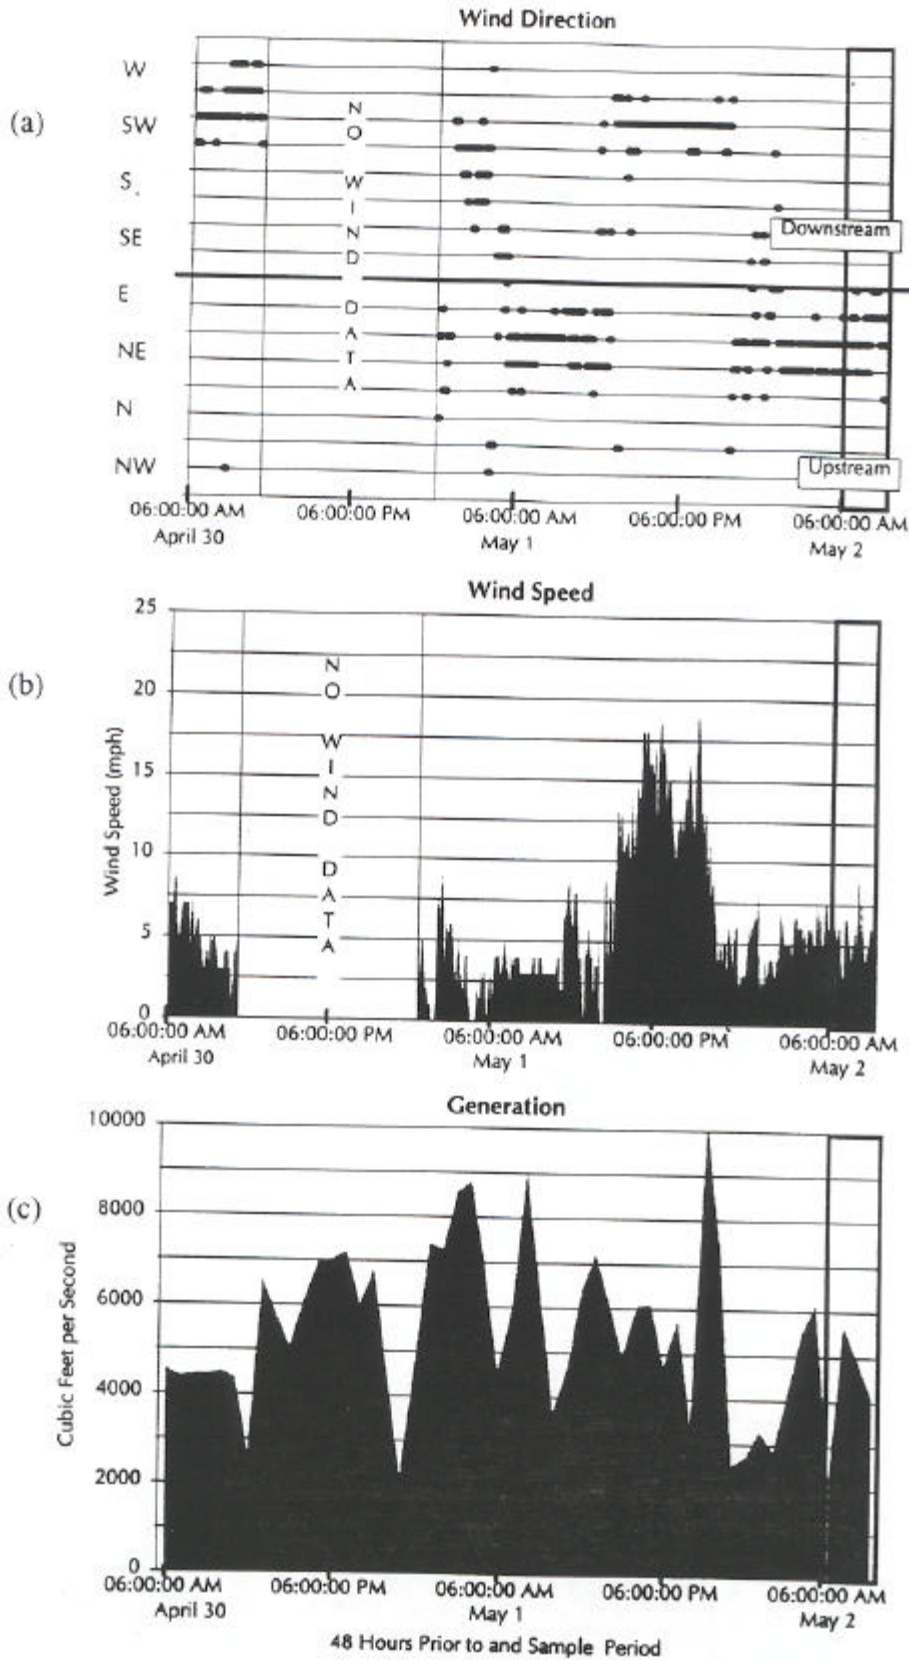 Wind Direction
(a)
W
SW
S
SE
E
NE
N
NW
NO WIND DATA
Downstream
Upstream
06:00:00 AM 06:00:00 PM 06:00:00 AM 06:00:00 PM 06:00:00 AM
April 30 May 1 May 2
Wind Speed
(b)
Wind Speed (mph)
25
20
15
10
5
0
NO WIND DATA
06:00:00 AM 06:00:00 PM 06:00:00 AM 06:00:00 PM 06:00:00 AM
April 30 May 1 May 2
Generation
(c)
Cubic Feet per Second
10000
8000
6000
4000
2000
0
06:00:00 AM 06:00:00 PM 06:00:00 AM 06:00:00 PM 06:00:00 AM
April 30 May 1 May 2
48 Hours Prior to and Sample Period